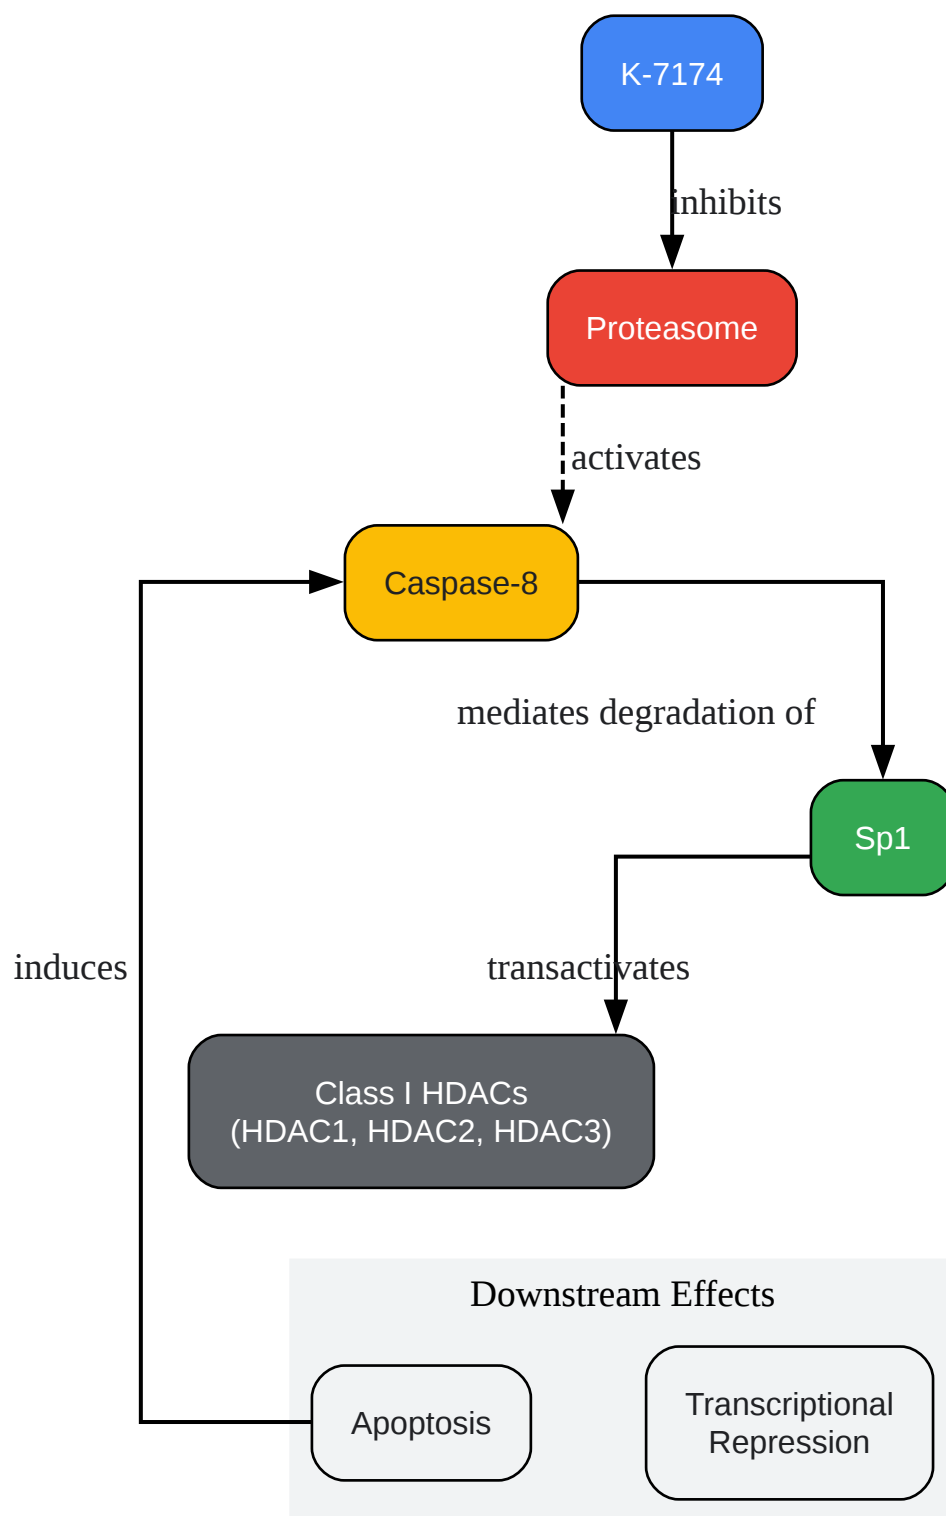 K-7174
inhibits
Proteasome
activates
Caspase-8
mediates degradation of
Sp1
induces
transactivates
Class I HDACs
(HDAC1, HDAC2, HDAC3)
Downstream Effects
Apoptosis
Transcriptional
Repression